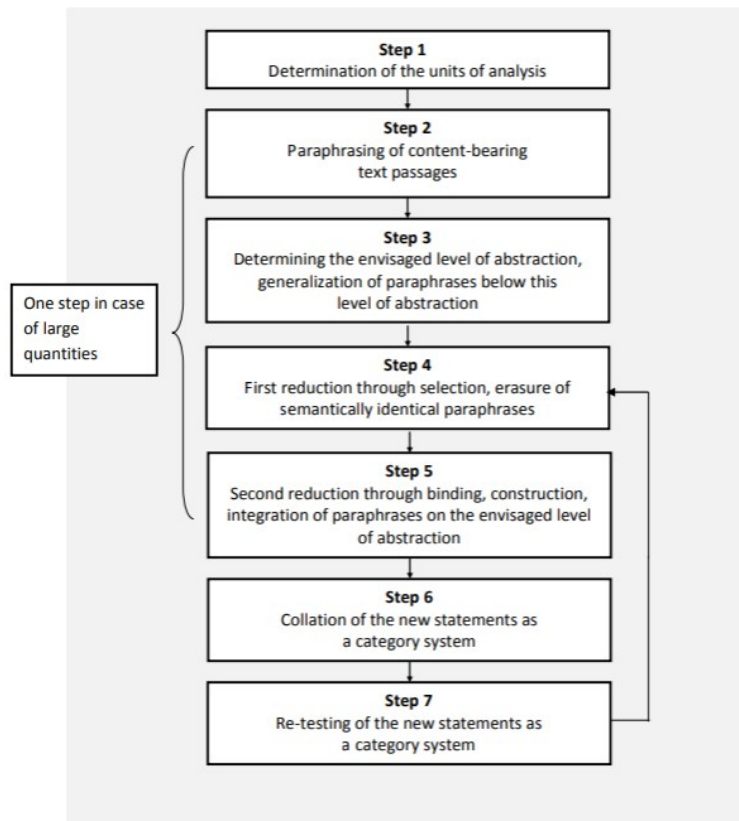 Step 1
Determination of the units of analysis
Step 2
Paraphrasing of content-bearing
text passages
Step 3
Determining the envisaged level of abstraction,
generalization of paraphrases below this
level of abstraction
One step in case
of large
quantities
Step 4
First reduction through selection, erasure of
semantically identical paraphrases
Step 5
Second reduction through binding, construction,
integration of paraphrases on the envisaged level
of abstraction
Step 6
Collation of the new statements as
a category system
Step 7
Re-testing of the new statements as
a category system